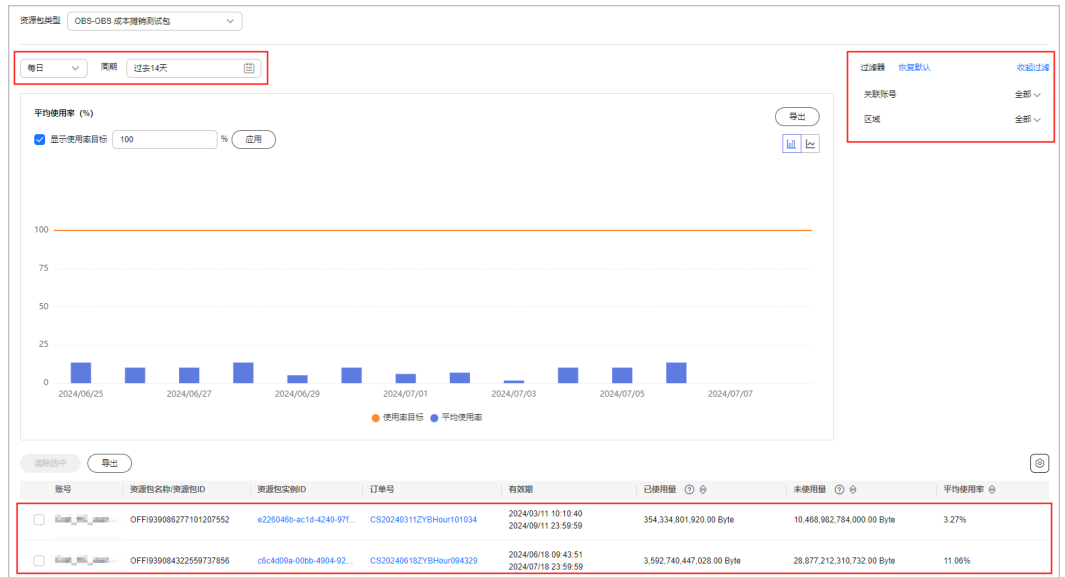 资源包类型 OBS-OBS 成本摊销测试包
每日 周期 过去14天
过滤器 恢复默认 收起过滤
关联账号 全部
区域 全部
平均使用率 (%)
导出
显示使用率目标 100 % 应用
100
75
50
25
0
2024/06/25 2024/06/27 2024/06/29 2024/07/01 2024/07/03 2024/07/05 2024/07/07
使用率目标 平均使用率
清除选中 导出
账号 资源包名称/资源包ID 资源包实例ID 订单号 有效期 已使用量 未使用量 平均使用率
OFFI939086277101207552 e226046b-ac1d-4240-97f... CS20240311ZYBHour101034 2024/03/11 10:10:40 354,334,801,920.00 Byte 10,468,982,784,000.00 Byte 3.27%
2024/09/11 23:59:59
OFFI939084322559737856 c6c4d09a-00bb-4904-92... CS20240618ZYBHour094329 2024/06/18 09:43:51 3,592,740,447,028.00 Byte 28,877,212,310,732.00 Byte 11.06%
2024/07/18 23:59:59